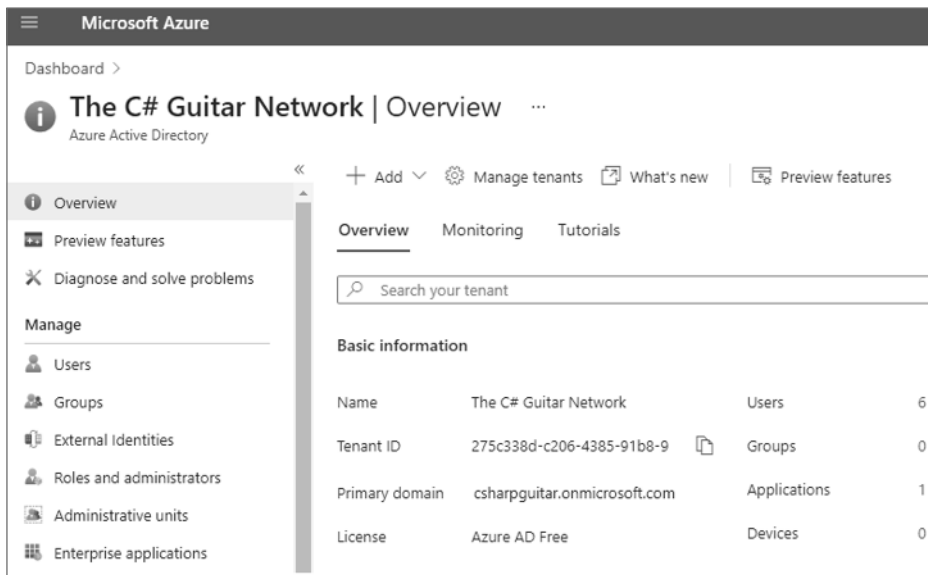 Microsoft Azure
Dashboard >
The C# Guitar Network | Overview ...
Azure Active Directory
«
Overview
Preview features
Diagnose and solve problems
Manage
Users
Groups
External Identities
Roles and administrators
Administrative units
Enterprise applications
+ Add Manage tenants What's new Preview features
Overview Monitoring Tutorials
Search your tenant
Basic information
Name The C# Guitar Network Users 6
Tenant ID 275c338d-c206-4385-91b8-9 Groups 0
Primary domain csharpguitar.onmicrosoft.com Applications 1
License Azure AD Free Devices 0